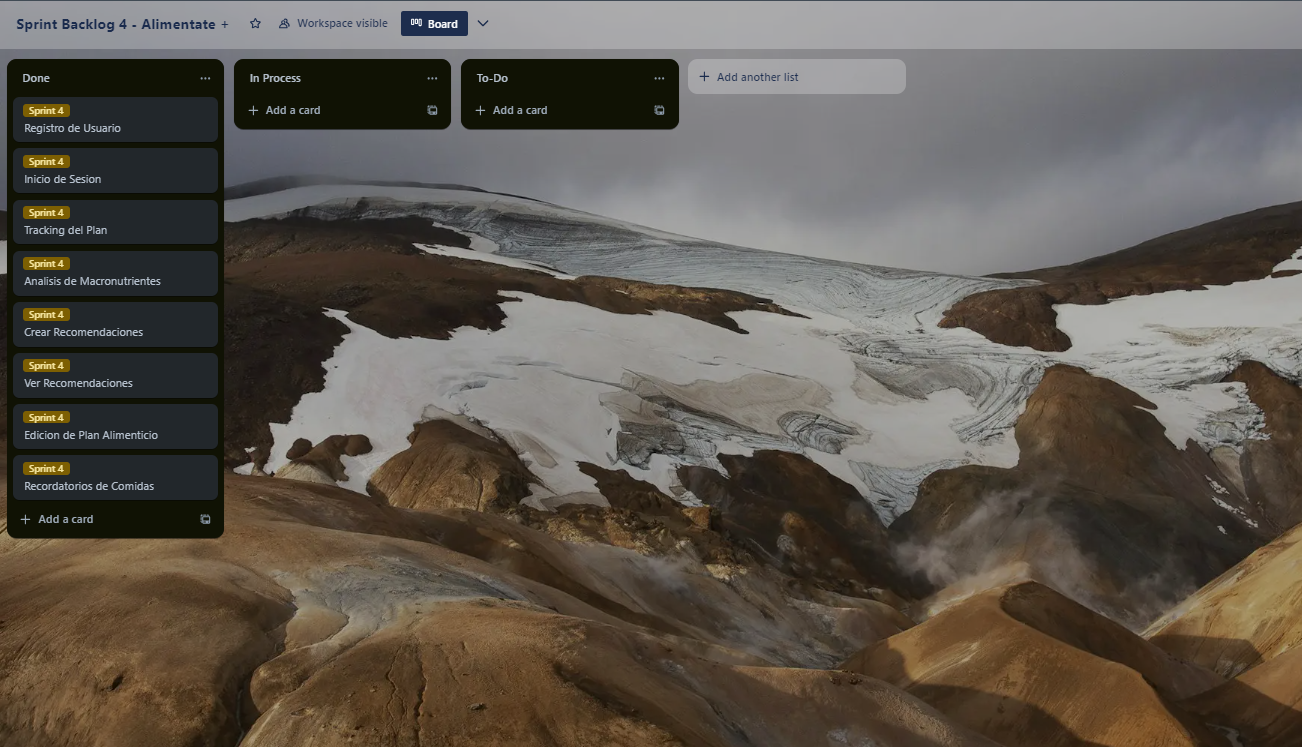 Sprint Backlog 4 - Alimentate +
Workspace visible
Board
Done
Sprint 4
Registro de Usuario
Sprint 4
Inicio de Sesion
Sprint 4
Tracking del Plan
Sprint 4
Analisis de Macronutrientes
Sprint 4
Crear Recomendaciones
Sprint 4
Ver Recomendaciones
Sprint 4
Edicion de Plan Alimenticio
Sprint 4
Recordatorios de Comidas
+ Add a card
In Process
+ Add a card
To-Do
+ Add a card
+ Add another list